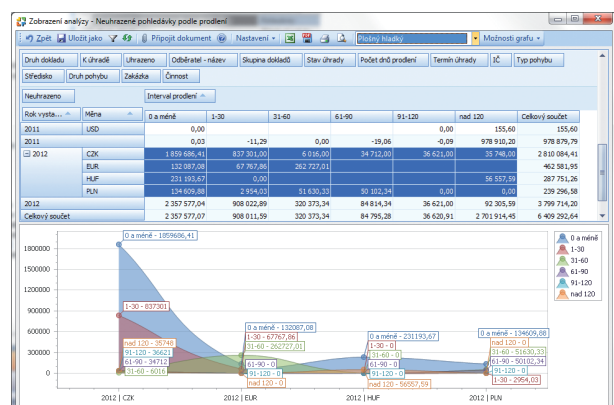 Zobrazení analýzy - Neuhrazené pohledávky podle prodlení
Zpět Uložit jako Připojit dokument Nastavení Plošný hladký Možnosti grafu
Druh dokladu K úhradě Uhrazeno Odběratel - název Skupina dokladů Stav úhrady Počet dnů prodlení Termín úhrady IČ Typ pohybu
Středisko Druh pohybu Zakázka Činnost
Neuhrazeno Interval prodlení
Rok vysta... Měna 0 a méně 1-30 31-60 61-90 91-120 nad 120 Celkový součet
2011 USD 0,00 0,00 155,60 155,60
2011 0,03 -11,29 0,00 -19,06 -0,09 978 910,20 978 879,79
2012 CZK 1 859 686,41 837 301,00 6 016,00 34 712,00 36 621,00 35 748,00 2 810 084,41
EUR 132 087,08 67 767,86 262 727,01 462 581,95
HUF 231 193,67 0,00 56 557,59 287 751,26
PLN 134 609,88 2 954,03 51 630,33 50 102,34 0,00 0,00 239 296,58
2012 2 357 577,04 908 022,89 320 373,34 84 814,34 36 621,00 92 305,59 3 799 714,20
Celkový součet 2 357 577,07 908 011,59 320 373,34 84 795,28 36 620,91 2 701 914,45 6 409 292,64
1800000
1500000
1200000
900000
600000
300000
0
0 a méně - 1859686,41
1-30 - 837301
nad 120 - 35748
91-120 - 36621
61-90 - 34712
31-60 - 6016
0 a méně - 132087,08
1-30 - 67767,86
31-60 - 262727,01
61-90 - 0
91-120 - 0
nad 120 - 0
0 a méně - 231193,67
1-30 - 0
31-60 - 0
61-90 - 0
91-120 - 0
nad 120 - 56557,59
0 a méně - 134609,88
nad 120 - 0
31-60 - 51630,33
61-90 - 50102,34
91-120 - 0
1-30 - 2954,03
2012 | CZK 2012 | EUR 2012 | HUF 2012 | PLN
0 a méně
1-30
31-60
61-90
91-120
nad 120